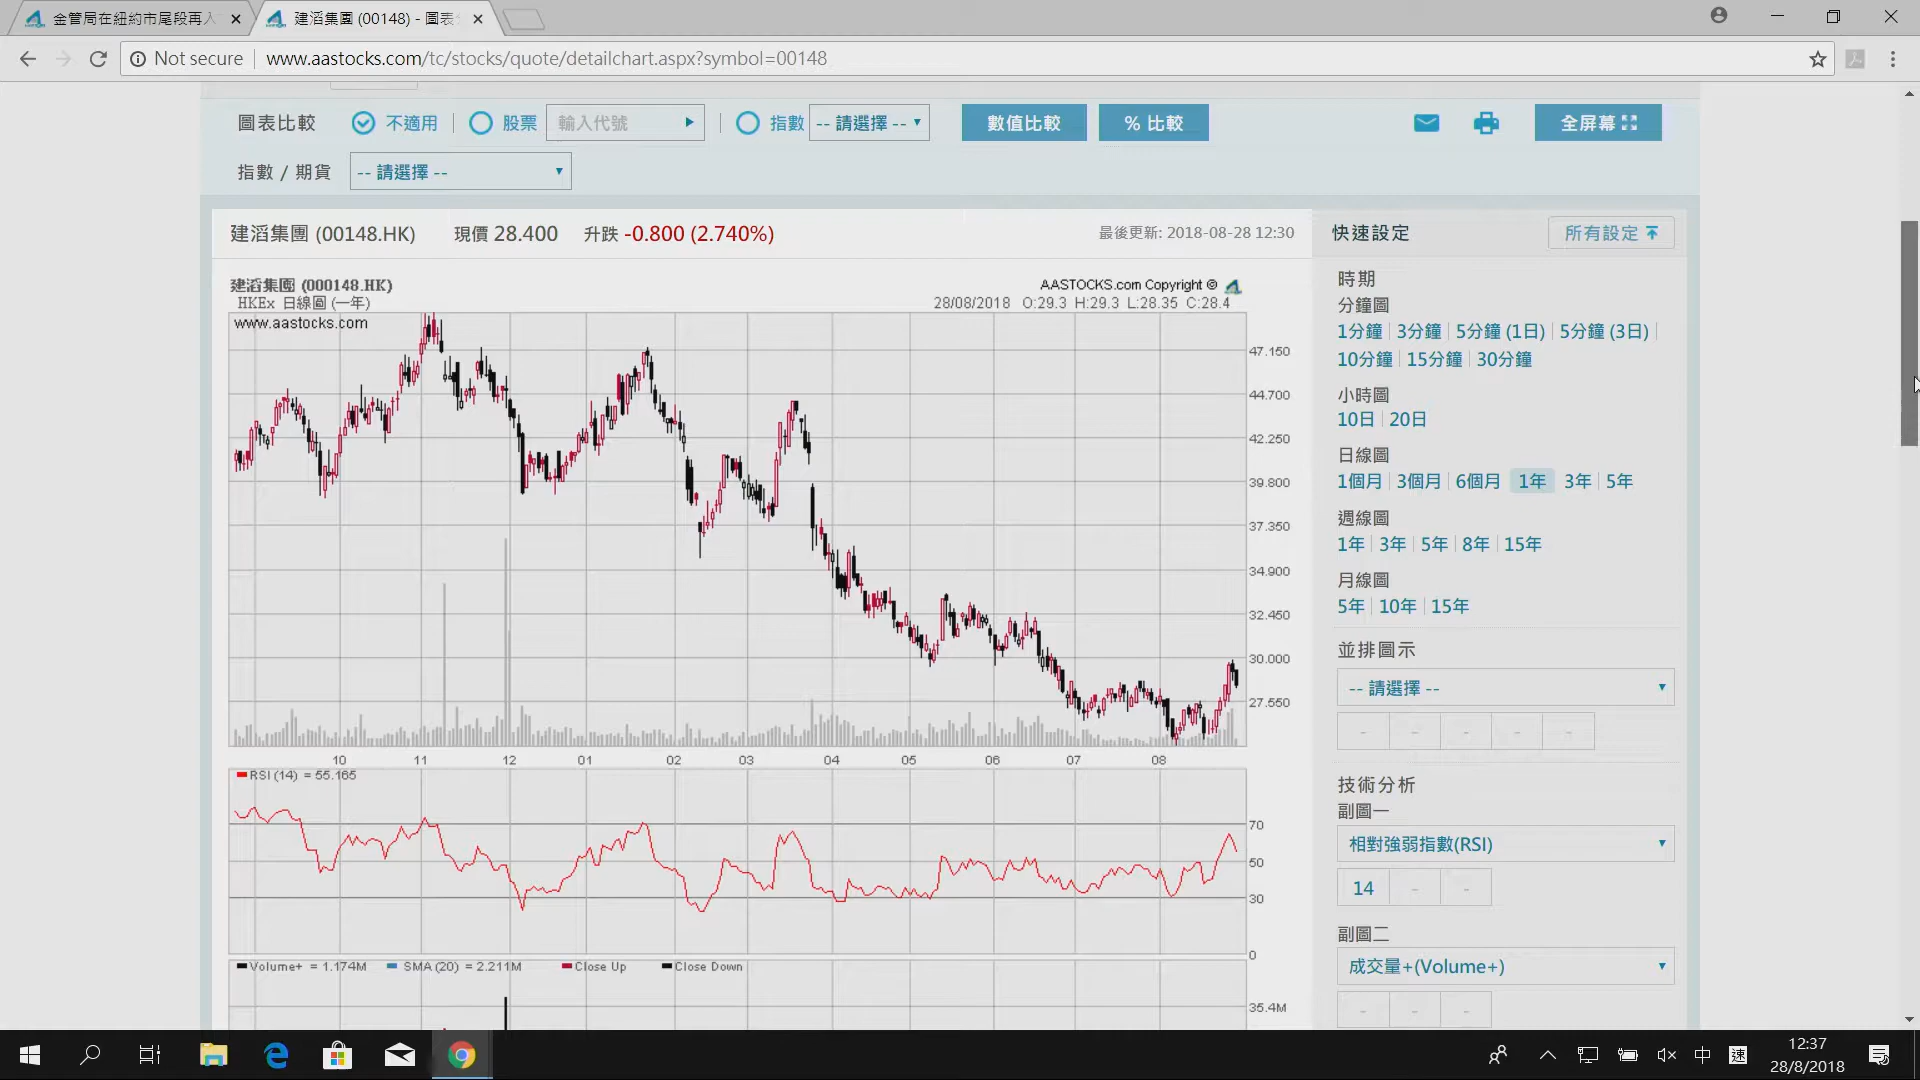 金管局在紐約市尾段再入
建滔集團 (00148) - 圖表
Not secure
www.aastocks.com/tc/stocks/quote/detailchart.aspx?symbol=00148
圖表比較 不適用 股票 輸入代號 指數 -- 請選擇 -- 數值比較 % 比較 全屏幕
指數 / 期貨 -- 請選擇 --
建滔集團 (00148.HK) 現價 28.400 升跌 -0.800 (2.740%) 最後更新: 2018-08-28 12:30
建滔集團 (000148.HK) AASTOCKS.com Copyright ©
HKEx 日線圖 (一年) 28/08/2018 O:29.3 H:29.3 L:28.35 C:28.4
www.aastocks.com
47.150
44.700
42.250
39.800
37.350
34.900
32.450
30.000
27.550
10 11 12 01 02 03 04 05 06 07 08
RSI (14) = 55.165
70
50
30
0
Volume+ = 1.174M SMA (20) = 2.211M Close Up Close Down
35.4M
快速設定 所有設定
時期
分鐘圖
1分鐘 3分鐘 5分鐘 (1日) 5分鐘 (3日)
10分鐘 15分鐘 30分鐘
小時圖
10日 20日
日線圖
1個月 3個月 6個月 1年 3年 5年
週線圖
1年 3年 5年 8年 15年
月線圖
5年 10年 15年
並排圖示
-- 請選擇 --
- - - - -
技術分析
副圖一
相對強弱指數(RSI)
14 - -
副圖二
成交量+(Volume+)
- - -
中 速
12:37
28/8/2018